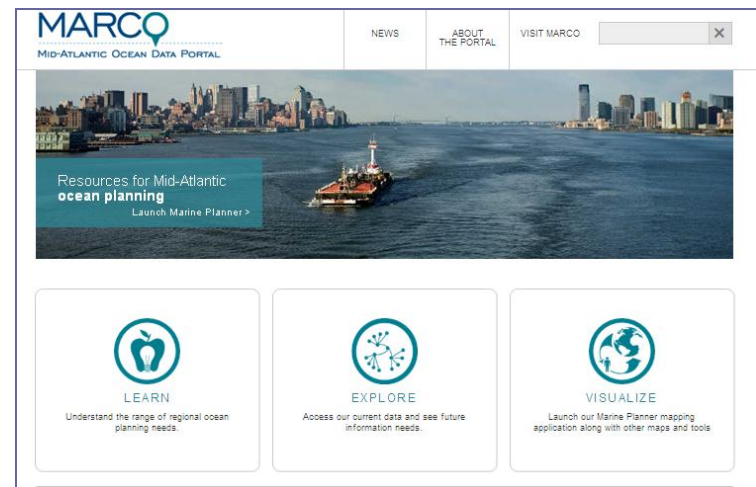 MARCO
MID-ATLANTIC OCEAN DATA PORTAL
NEWS
ABOUT
THE PORTAL
VISIT MARCO
Resources for Mid-Atlantic
ocean planning
Launch Marine Planner >
LEARN
Understand the range of regional ocean
planning needs.
EXPLORE
Access our current data and see future
information needs.
VISUALIZE
Launch our Marine Planner mapping
application along with other maps and tools